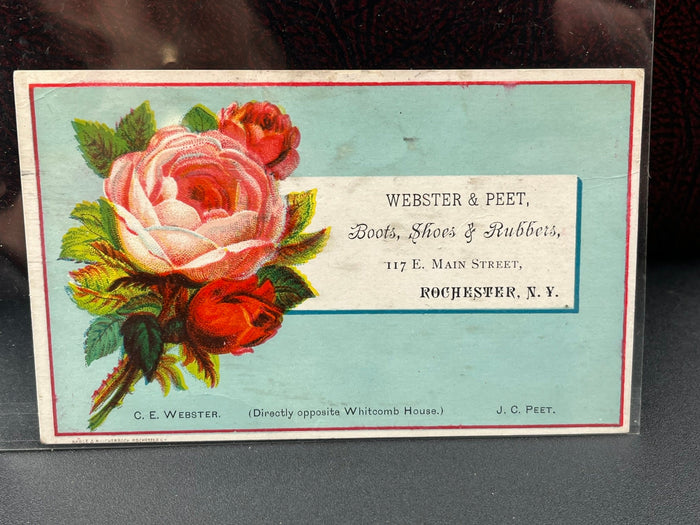 WEBSTER & PEET,
Boots, Shoes & Rubbers,
117 E. MAIN STREET,
ROCHESTER, N. Y.
C. E. WEBSTER. (Directly opposite Whitcomb House.) J. C. PEET.